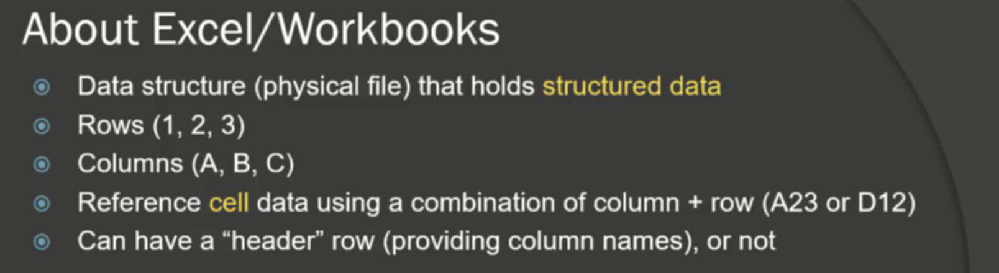 About Excel/Workbooks
Data structure (physical file) that holds structured data
Rows (1, 2, 3)
Columns (A, B, C)
Reference cell data using a combination of column + row (A23 or D12)
Can have a “header” row (providing column names), or not